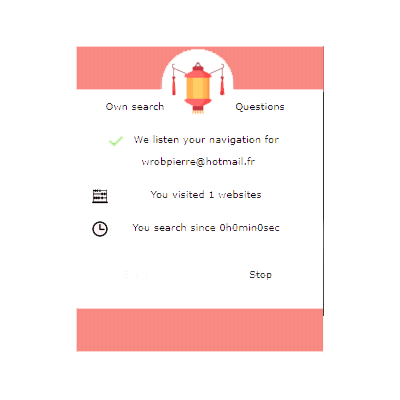 Own search Questions
We listen your navigation for
wrobpierre@hotmail.fr
You visited 1 websites
You search since 0h0min0sec
Stop